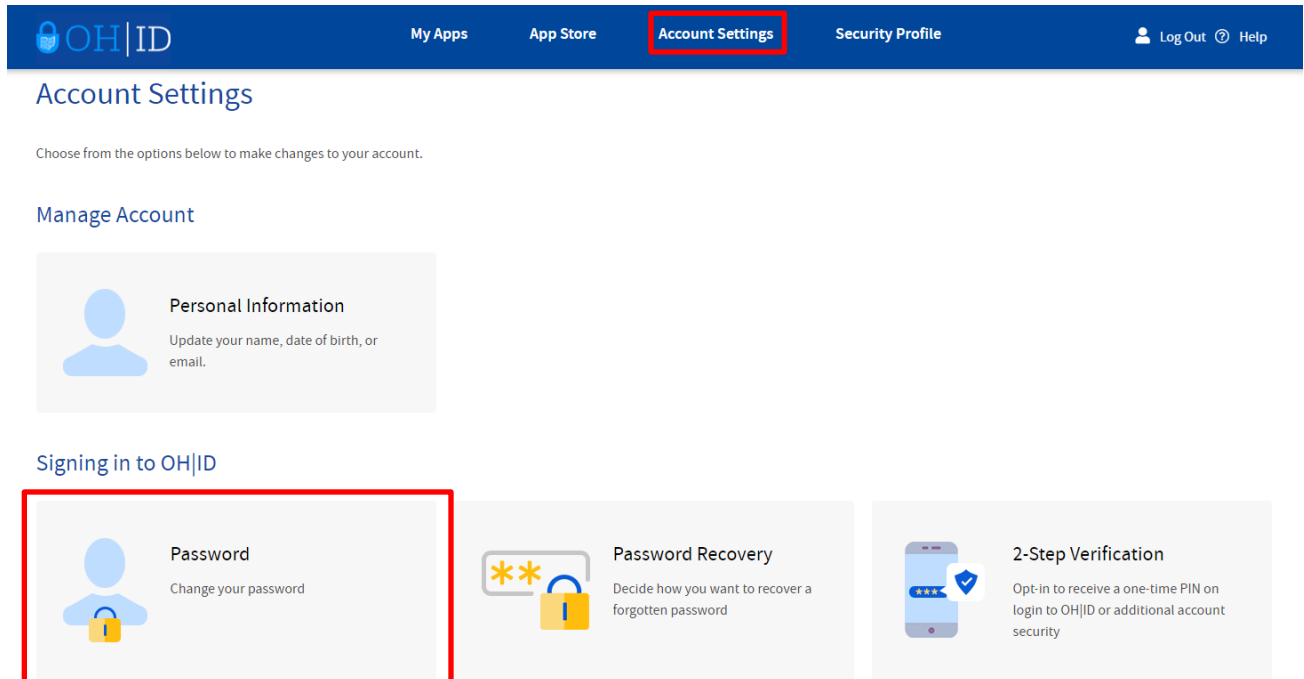 OH|ID
My Apps
App Store
Account Settings
Security Profile
Log Out
Help
Account Settings
Choose from the options below to make changes to your account.
Manage Account
Personal Information
Update your name, date of birth, or
email.
Signing in to OH|ID
Password
Change your password
Password Recovery
Decide how you want to recover a
forgotten password
2-Step Verification
Opt-in to receive a one-time PIN on
login to OH|ID or additional account
security